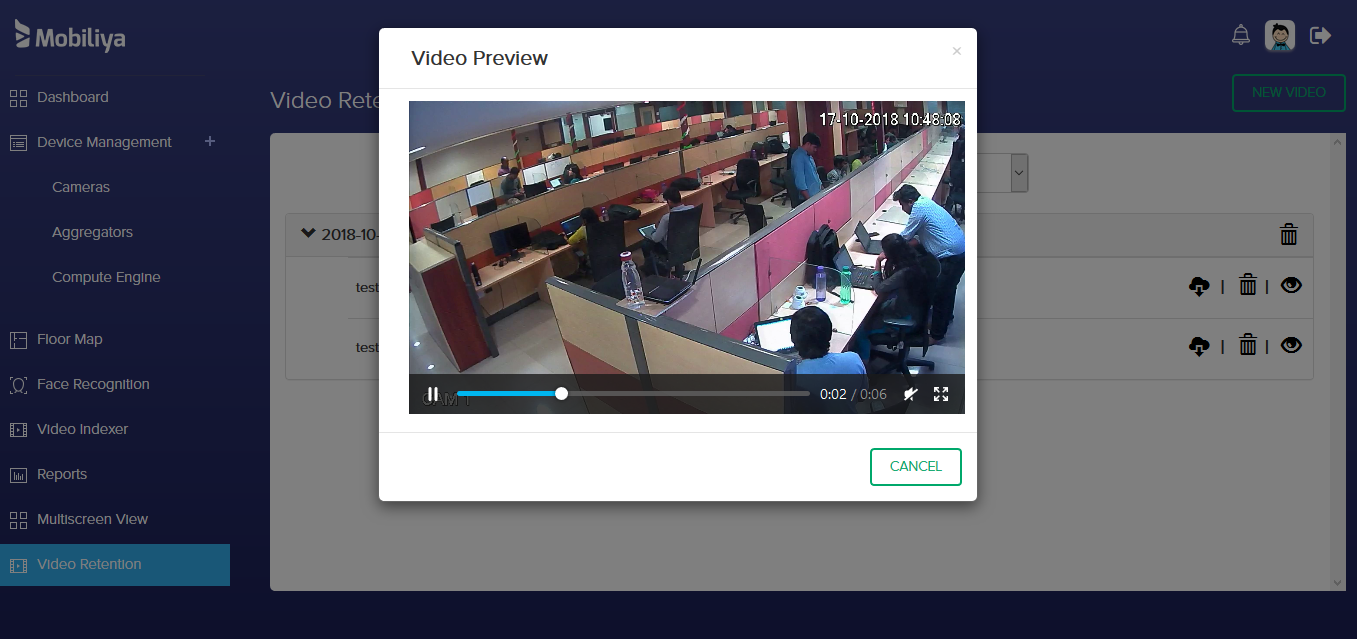 Mobiliya
Dashboard
Device Management +
Cameras
Aggregators
Compute Engine
Floor Map
Face Recognition
Video Indexer
Reports
Multiscreen View
Video Retention
Video Rete
NEW VIDEO
2018-10-
test
| |
test
| |
Video Preview ×
17-10-2018 10:48:08
CAM 1
0:02 / 0:06
CANCEL